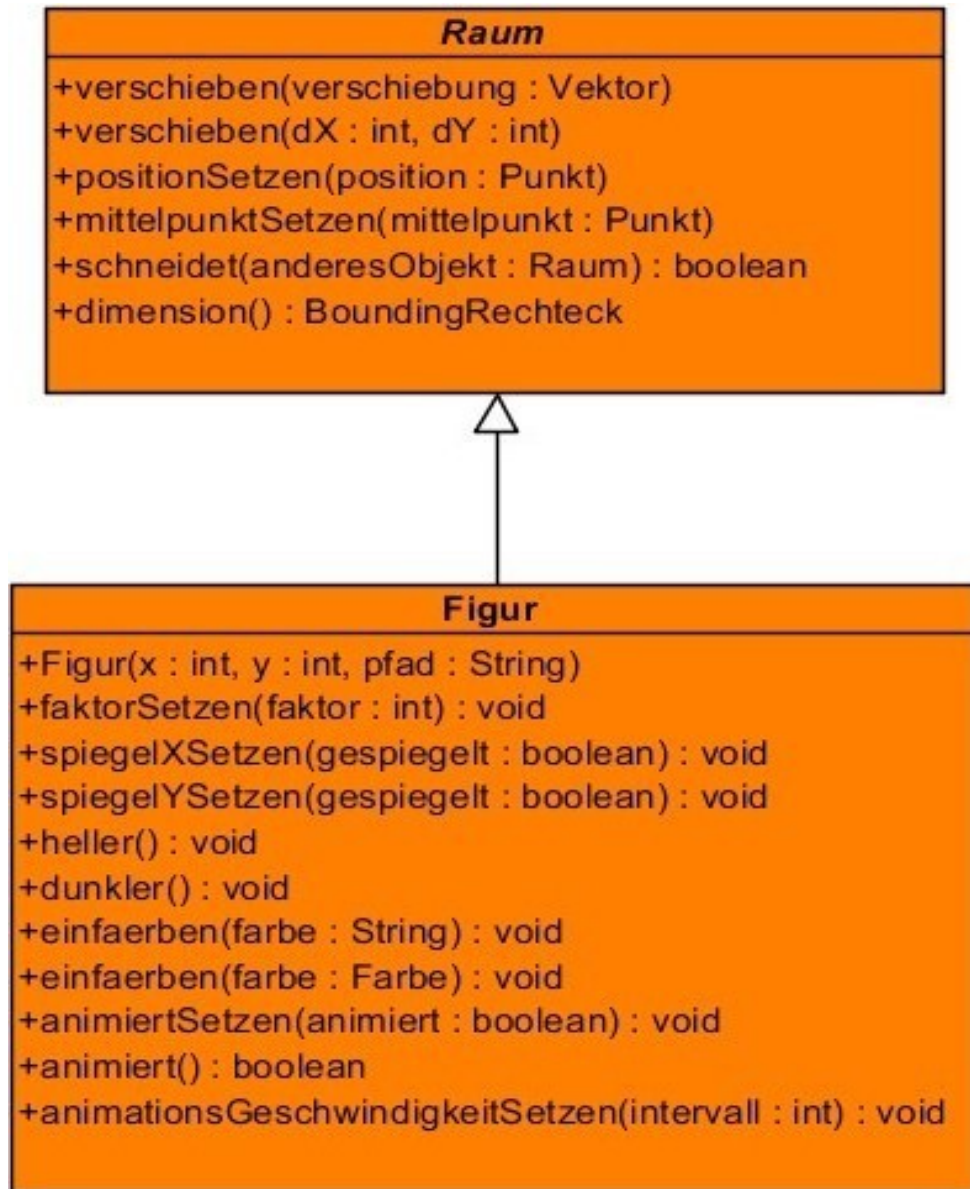 Raum
+verschieben(verschiebung : Vektor)
+verschieben(dX : int, dY : int)
+positionSetzen(position : Punkt)
+mittelpunktSetzen(mittelpunkt : Punkt)
+schneidet(anderesObjekt : Raum) : boolean
+dimension() : BoundingRechteck
Figur
+Figur(x : int, y : int, pfad : String)
+faktorSetzen(faktor : int) : void
+spiegelXSetzen(gespiegelt : boolean) : void
+spiegelYSetzen(gespiegelt : boolean) : void
+heller() : void
+dunkler() : void
+einfaerben(farbe : String) : void
+einfaerben(farbe : Farbe) : void
+animiertSetzen(animiert : boolean) : void
+animiert() : boolean
+animationsGeschwindigkeitSetzen(intervall : int) : void